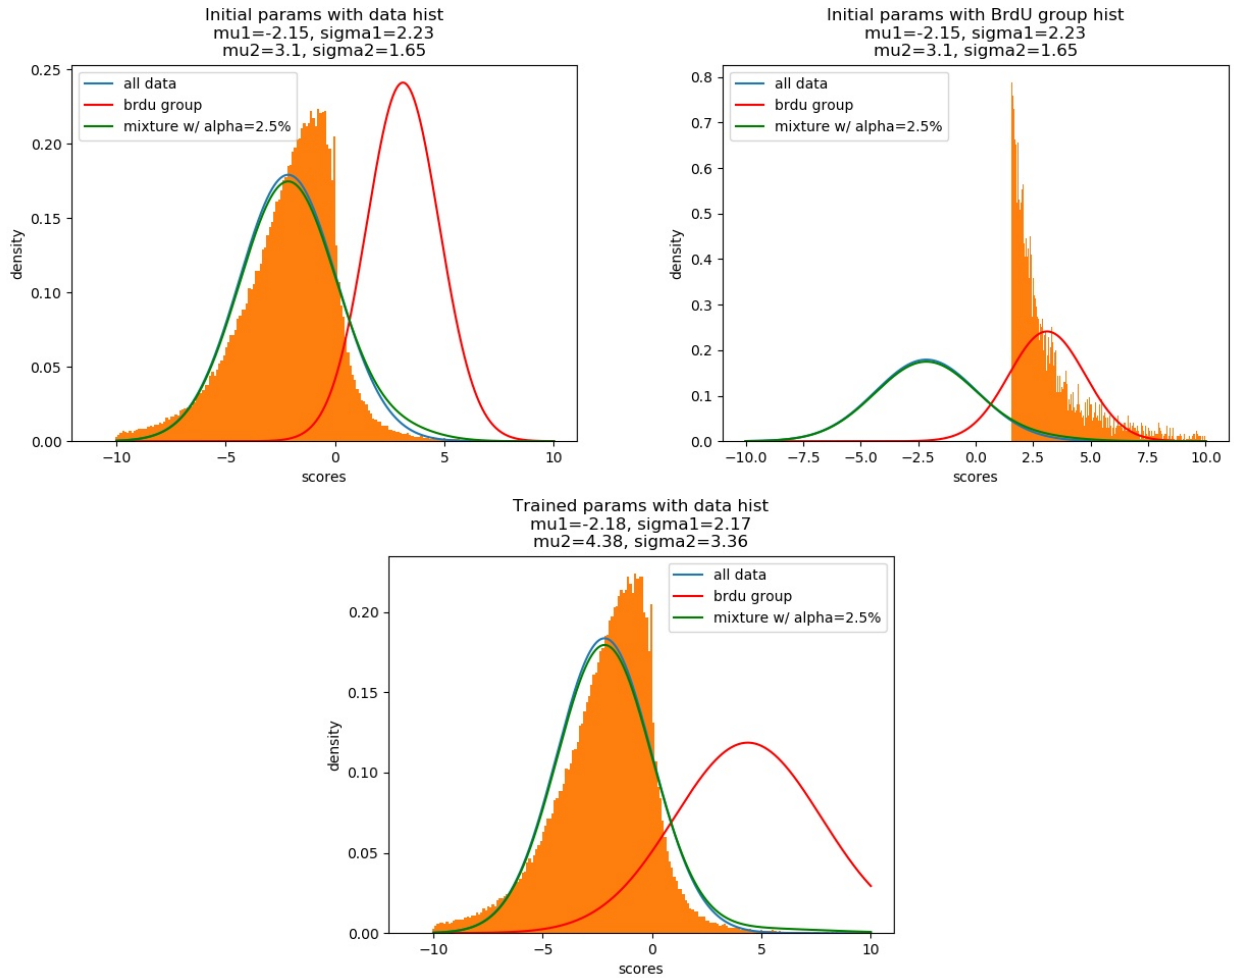 Initial params with data hist
mu1=-2.15, sigma1=2.23
mu2=3.1, sigma2=1.65
all data
brdu group
mixture w/ alpha=2.5%
0.25
0.20
0.15
0.10
0.05
0.00
density
−10
−5
0
5
10
scores
Initial params with BrdU group hist
mu1=-2.15, sigma1=2.23
mu2=3.1, sigma2=1.65
all data
brdu group
mixture w/ alpha=2.5%
0.8
0.7
0.6
0.5
0.4
0.3
0.2
0.1
0.0
density
−10.0
−7.5
−5.0
−2.5
0.0
2.5
5.0
7.5
10.0
scores
Trained params with data hist
mu1=-2.18, sigma1=2.17
mu2=4.38, sigma2=3.36
all data
brdu group
mixture w/ alpha=2.5%
0.20
0.15
0.10
0.05
0.00
density
−10
−5
0
5
10
scores